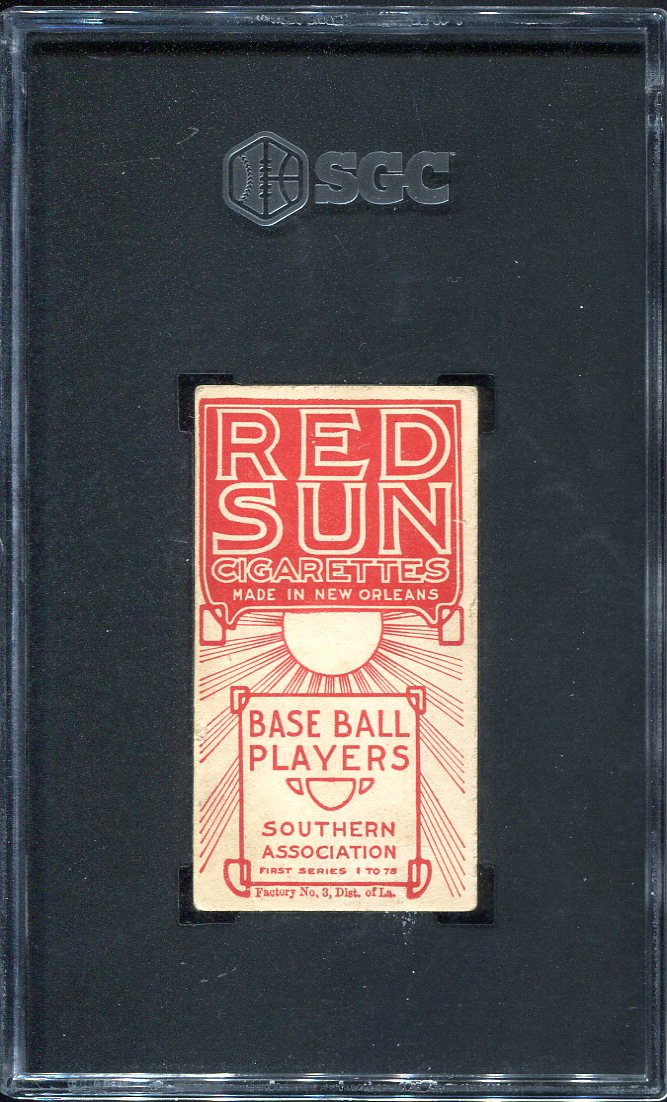 SGC
RED
SUN
CIGARETTES
MADE IN NEW ORLEANS
BASE BALL
PLAYERS
SOUTHERN
ASSOCIATION
FIRST SERIES 1 TO 75
Factory No. 3, Dist. of La.